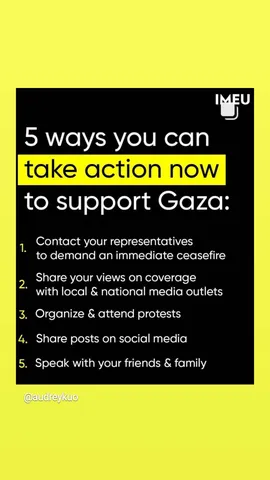 IMEU
5 ways you can
take action now
to support Gaza:
1. Contact your representatives
to demand an immediate ceasefire
2. Share your views on coverage
with local & national media outlets
3. Organize & attend protests
4. Share posts on social media
5. Speak with your friends & family
@audreykuo